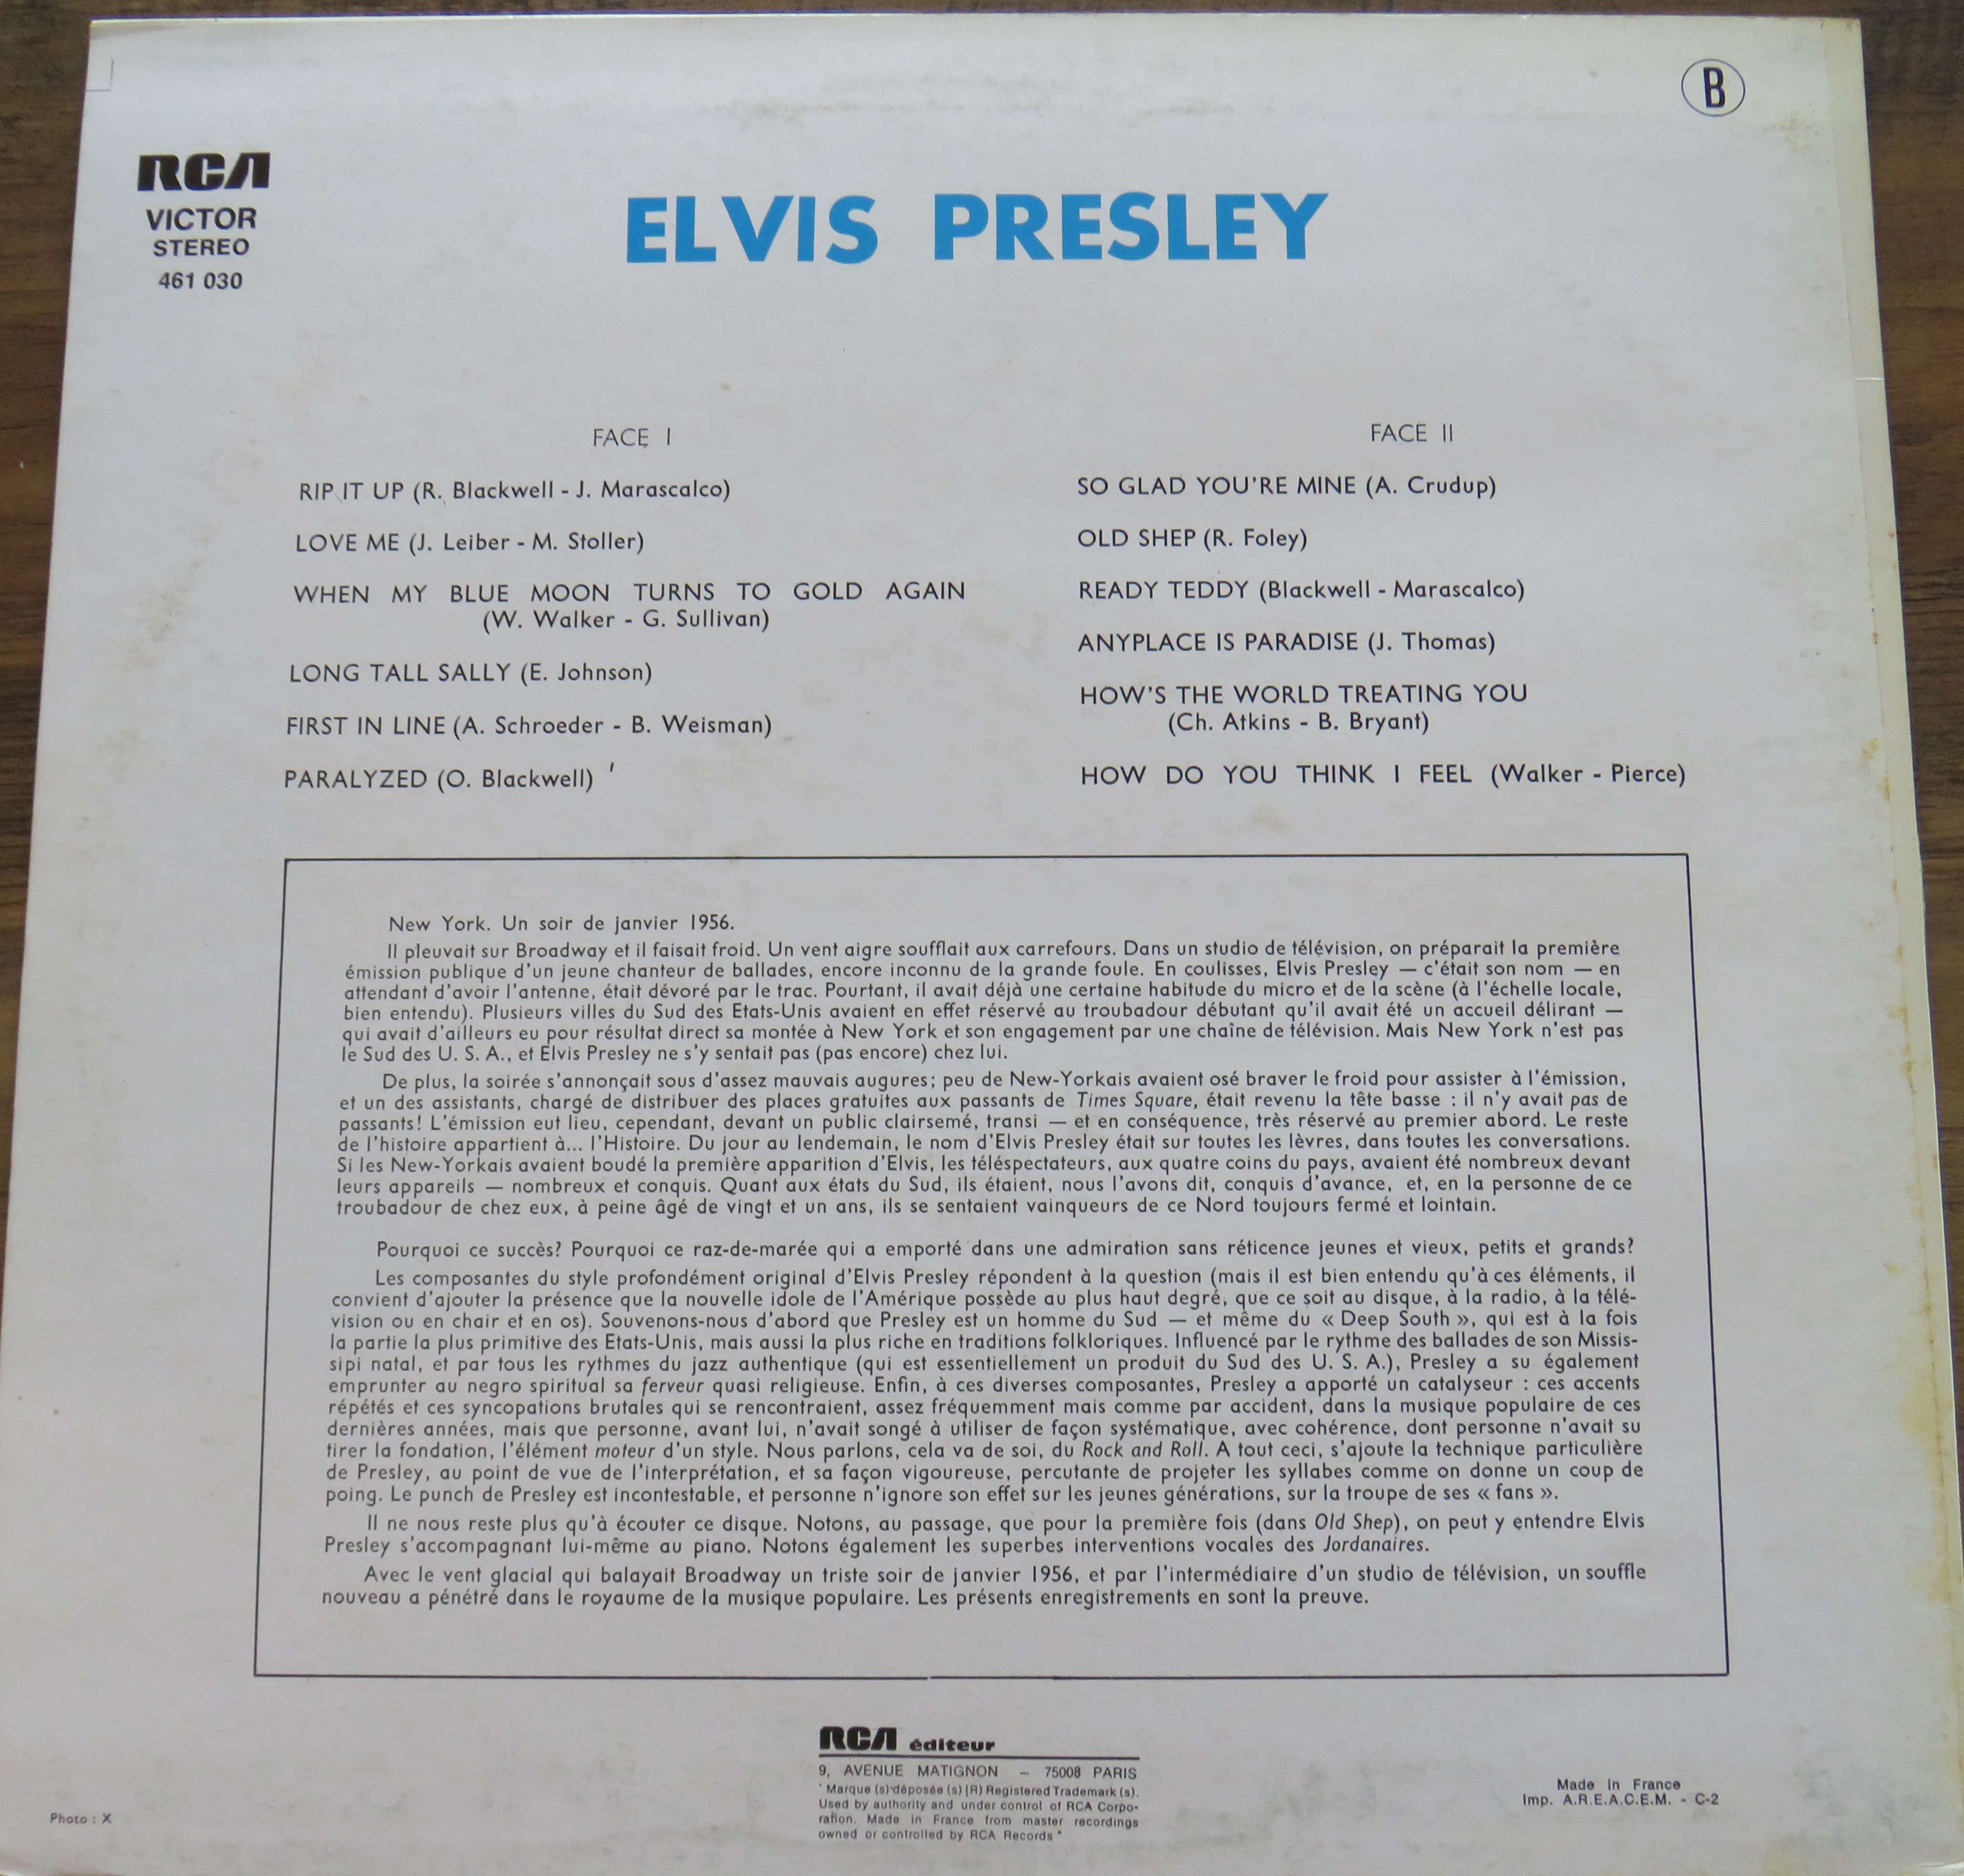 B
RCA
VICTOR
STEREO
461 030
ELVIS PRESLEY
FACE I
RIP IT UP (R. Blackwell - J. Marascalco)
LOVE ME (J. Leiber - M. Stoller)
WHEN MY BLUE MOON TURNS TO GOLD AGAIN
(W. Walker - G. Sullivan)
LONG TALL SALLY (E. Johnson)
FIRST IN LINE (A. Schroeder - B. Weisman)
PARALYZED (O. Blackwell)
FACE II
SO GLAD YOU'RE MINE (A. Crudup)
OLD SHEP (R. Foley)
READY TEDDY (Blackwell - Marascalco)
ANYPLACE IS PARADISE (J. Thomas)
HOW'S THE WORLD TREATING YOU
(Ch. Atkins - B. Bryant)
HOW DO YOU THINK I FEEL (Walker - Pierce)
New York. Un soir de janvier 1956.
Il pleuvait sur Broadway et il faisait froid. Un vent aigre soufflait aux carrefours. Dans un studio de télévision, on préparait la première
émission publique d'un jeune chanteur de ballades, encore inconnu de la grande foule. En coulisses, Elvis Presley — c'était son nom — en
attendant d'avoir l'antenne, était dévoré par le trac. Pourtant, il avait déjà une certaine habitude du micro et de la scène (à l'échelle locale,
bien entendu). Plusieurs villes du Sud des Etats-Unis avaient en effet réservé au troubadour débutant qu'il avait été un accueil délirant —
qui avait d'ailleurs eu pour résultat direct sa montée à New York et son engagement par une chaîne de télévision. Mais New York n'est pas
le Sud des U. S. A., et Elvis Presley ne s'y sentait pas (pas encore) chez lui.
De plus, la soirée s'annonçait sous d'assez mauvais augures; peu de New-Yorkais avaient osé braver le froid pour assister à l'émission,
et un des assistants, chargé de distribuer des places gratuites aux passants de Times Square, était revenu la tête basse : il n'y avait pas de
passants! L'émission eut lieu, cependant, devant un public clairsemé, transi — et en conséquence, très réservé au premier abord. Le reste
de l'histoire appartient à... l'Histoire. Du jour au lendemain, le nom d'Elvis Presley était sur toutes les lèvres, dans toutes les conversations.
Si les New-Yorkais avaient boudé la première apparition d'Elvis, les téléspectateurs, aux quatre coins du pays, avaient été nombreux devant
leurs appareils — nombreux et conquis. Quant aux états du Sud, ils étaient, nous l'avons dit, conquis d'avance, et, en la personne de ce
troubadour de chez eux, à peine âgé de vingt et un ans, ils se sentaient vainqueurs de ce Nord toujours fermé et lointain.
Pourquoi ce succès? Pourquoi ce raz-de-marée qui a emporté dans une admiration sans réticence jeunes et vieux, petits et grands?
Les composantes du style profondément original d'Elvis Presley répondent à la question (mais il est bien entendu qu'à ces éléments, il
convient d'ajouter la présence que la nouvelle idole de l'Amérique possède au plus haut degré, que ce soit au disque, à la radio, à la télé-
vision ou en chair et en os). Souvenons-nous d'abord que Presley est un homme du Sud — et même du « Deep South », qui est à la fois
la partie la plus primitive des Etats-Unis, mais aussi la plus riche en traditions folkloriques. Influencé par le rythme des ballades de son Missis-
sipi natal, et par tous les rythmes du jazz authentique (qui est essentiellement un produit du Sud des U. S. A.), Presley a su également
emprunter au negro spiritual sa ferveur quasi religieuse. Enfin, à ces diverses composantes, Presley a apporté un catalyseur : ces accents
répétés et ces syncopations brutales qui se rencontraient, assez fréquemment mais comme par accident, dans la musique populaire de ces
dernières années, mais que personne, avant lui, n'avait songé à utiliser de façon systématique, avec cohérence, dont personne n'avait su
tirer la fondation, l'élément moteur d'un style. Nous parlons, cela va de soi, du Rock and Roll. A tout ceci, s'ajoute la technique particulière
de Presley, au point de vue de l'interprétation, et sa façon vigoureuse, percutante de projeter les syllabes comme on donne un coup de
poing. Le punch de Presley est incontestable, et personne n'ignore son effet sur les jeunes générations, sur la troupe de ses « fans ».
Il ne nous reste plus qu'à écouter ce disque. Notons, au passage, que pour la première fois (dans Old Shep), on peut y entendre Elvis
Presley s'accompagnant lui-même au piano. Notons également les superbes interventions vocales des Jordanaires.
Avec le vent glacial qui balayait Broadway un triste soir de janvier 1956, et par l'intermédiaire d'un studio de télévision, un souffle
nouveau a pénétré dans le royaume de la musique populaire. Les présents enregistrements en sont la preuve.
RCA éditeur
9, AVENUE MATIGNON – 75008 PARIS
" Marque (s) déposée (s) (R) Registered Trademark (s).
Used by authority and under control of RCA Corpo-
ration. Made in France from master recordings
owned or controlled by RCA Records "
Made in France
Imp. A.R.E.A.C.E.M. - C-2
Photo : X